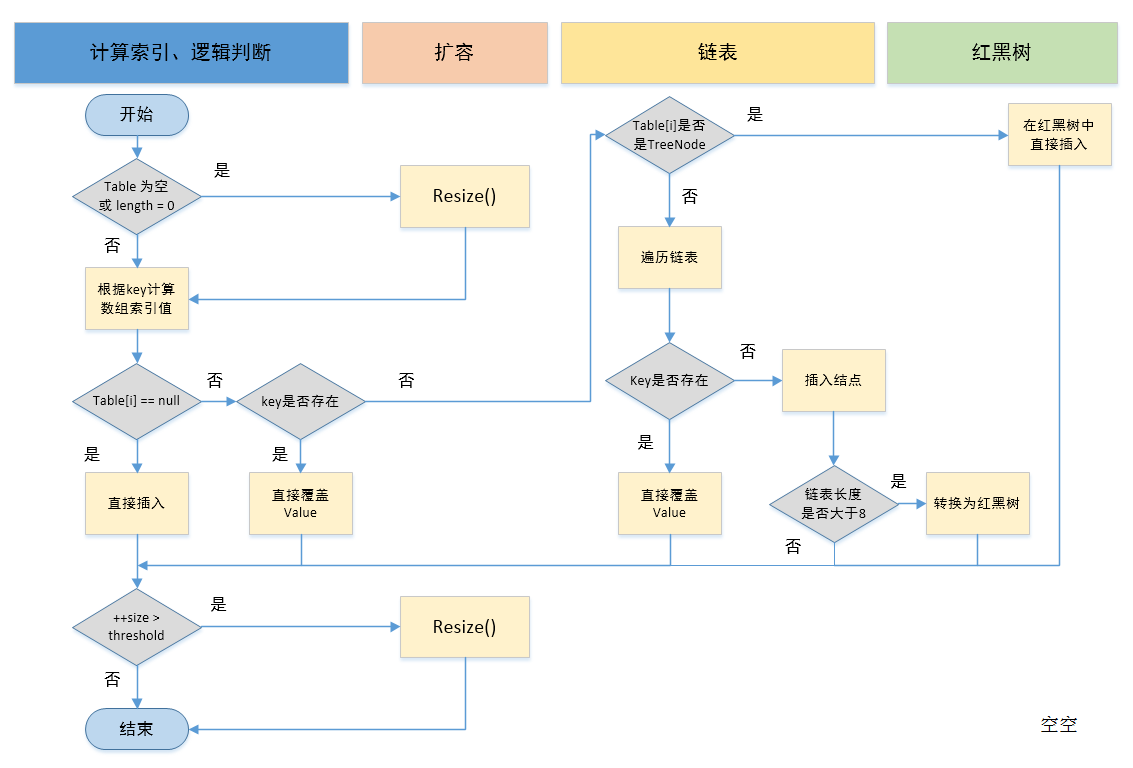 计算索引、逻辑判断
扩容
链表
红黑树
开始
Table 为空
或 length = 0
是
Resize()
否
根据key计算
数组索引值
Table[i] == null
否
key是否存在
否
是
直接插入
是
直接覆盖
Value
Table[i]是否
是TreeNode
是
在红黑树中
直接插入
否
遍历链表
Key是否存在
否
插入结点
是
直接覆盖
Value
链表长度
是否大于8
是
转换为红黑树
否
++size >
threshold
是
Resize()
否
结束
空空